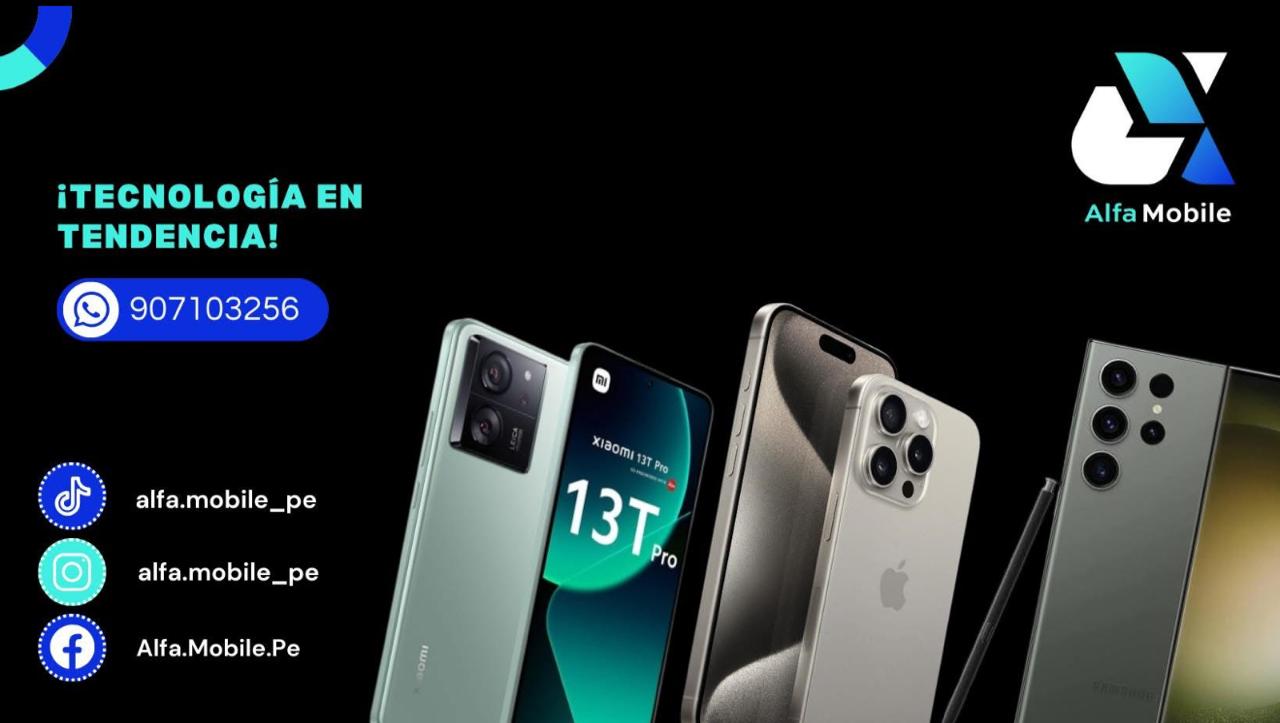 ¡TECNOLOGÍA EN
TENDENCIA!
907103256
alfa.mobile_pe
alfa.mobile_pe
Alfa.Mobile.Pe
Alfa Mobile
LEICA
xiaomi
XIAOMI 13T Pro
13T Pro
SAMSUNG